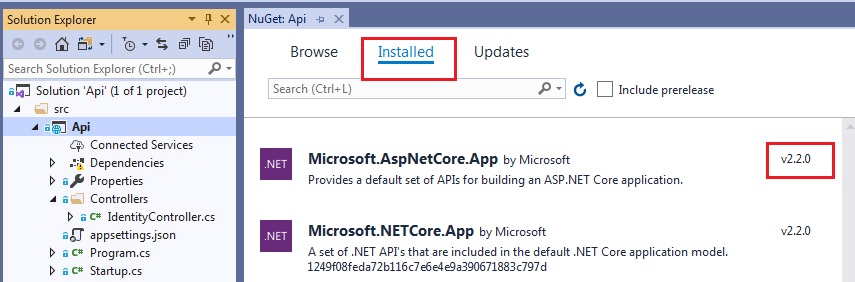 Solution Explorer
Search Solution Explorer (Ctrl+;)
Solution 'Api' (1 of 1 project)
src
Api
Connected Services
Dependencies
Properties
Controllers
C# IdentityController.cs
appsettings.json
C# Program.cs
C# Startup.cs
NuGet: Api
Browse Installed Updates
Search (Ctrl+L) Include prerelease
.NET Microsoft.AspNetCore.App by Microsoft v2.2.0
Provides a default set of APIs for building an ASP.NET Core application.
.NET Microsoft.NETCore.App by Microsoft v2.2.0
A set of .NET API's that are included in the default .NET Core application model.
1249f08feda72b116c7e6e4e9a390671883c797d